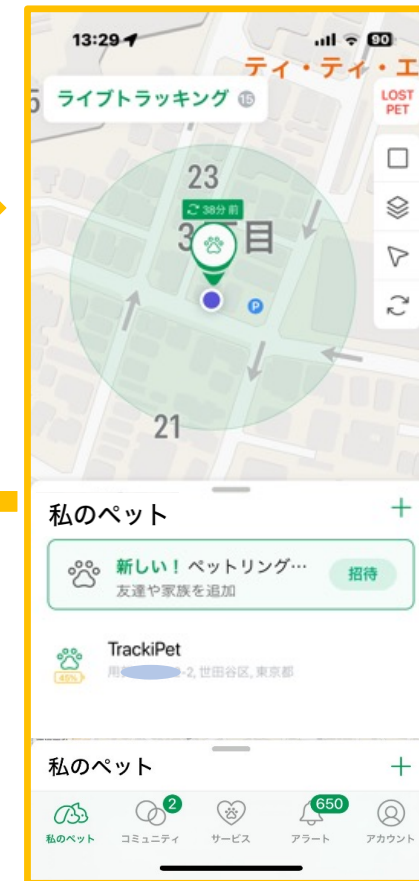 13:29
90
ティ・ティ・エ
5
ライブトラッキング 15
LOST
PET
23
38分前
3
目
P
21
私のペット
新しい！ペットリング…
友達や家族を追加
招待
TrackiPet
45%
用
-2, 世田谷区, 東京都
私のペット
2
650
私のペット
コミュニティ
サービス
アラート
アカウント